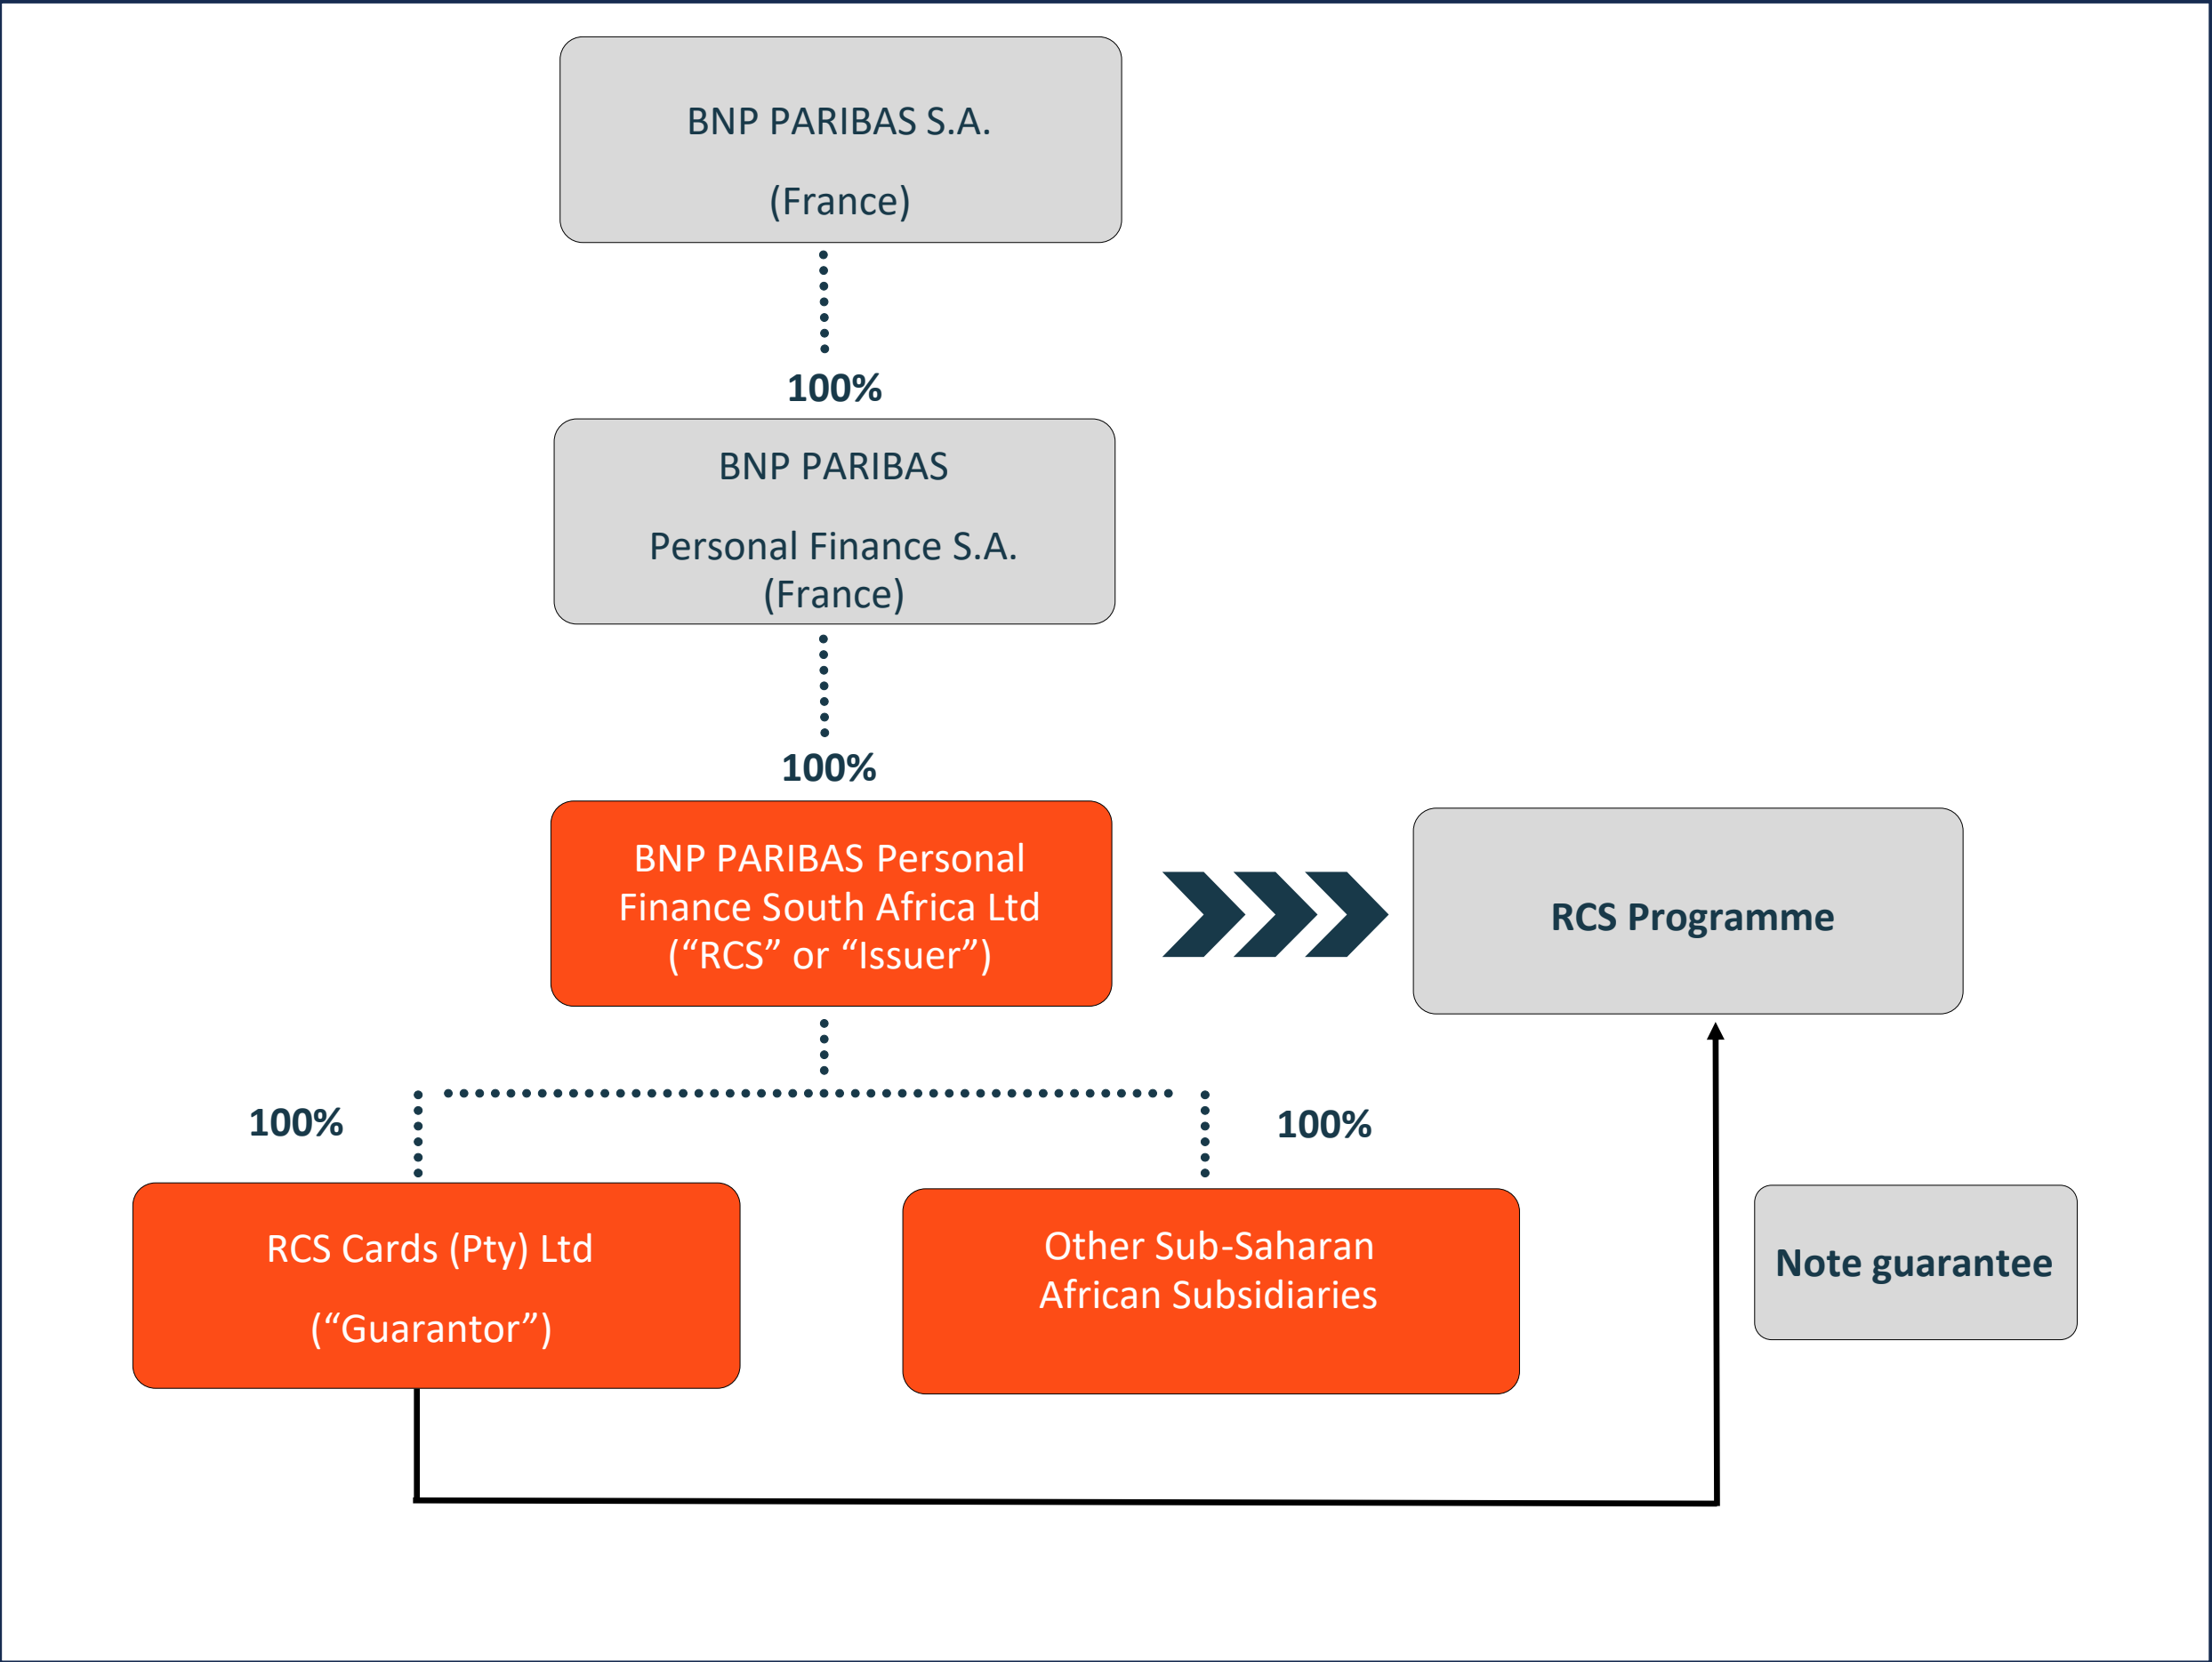 BNP PARIBAS S.A.
(France)
100%
BNP PARIBAS
Personal Finance S.A.
(France)
100%
BNP PARIBAS Personal
Finance South Africa Ltd
(“RCS” or “Issuer”)
RCS Programme
100%
100%
RCS Cards (Pty) Ltd
(“Guarantor”)
Other Sub-Saharan
African Subsidiaries
Note guarantee